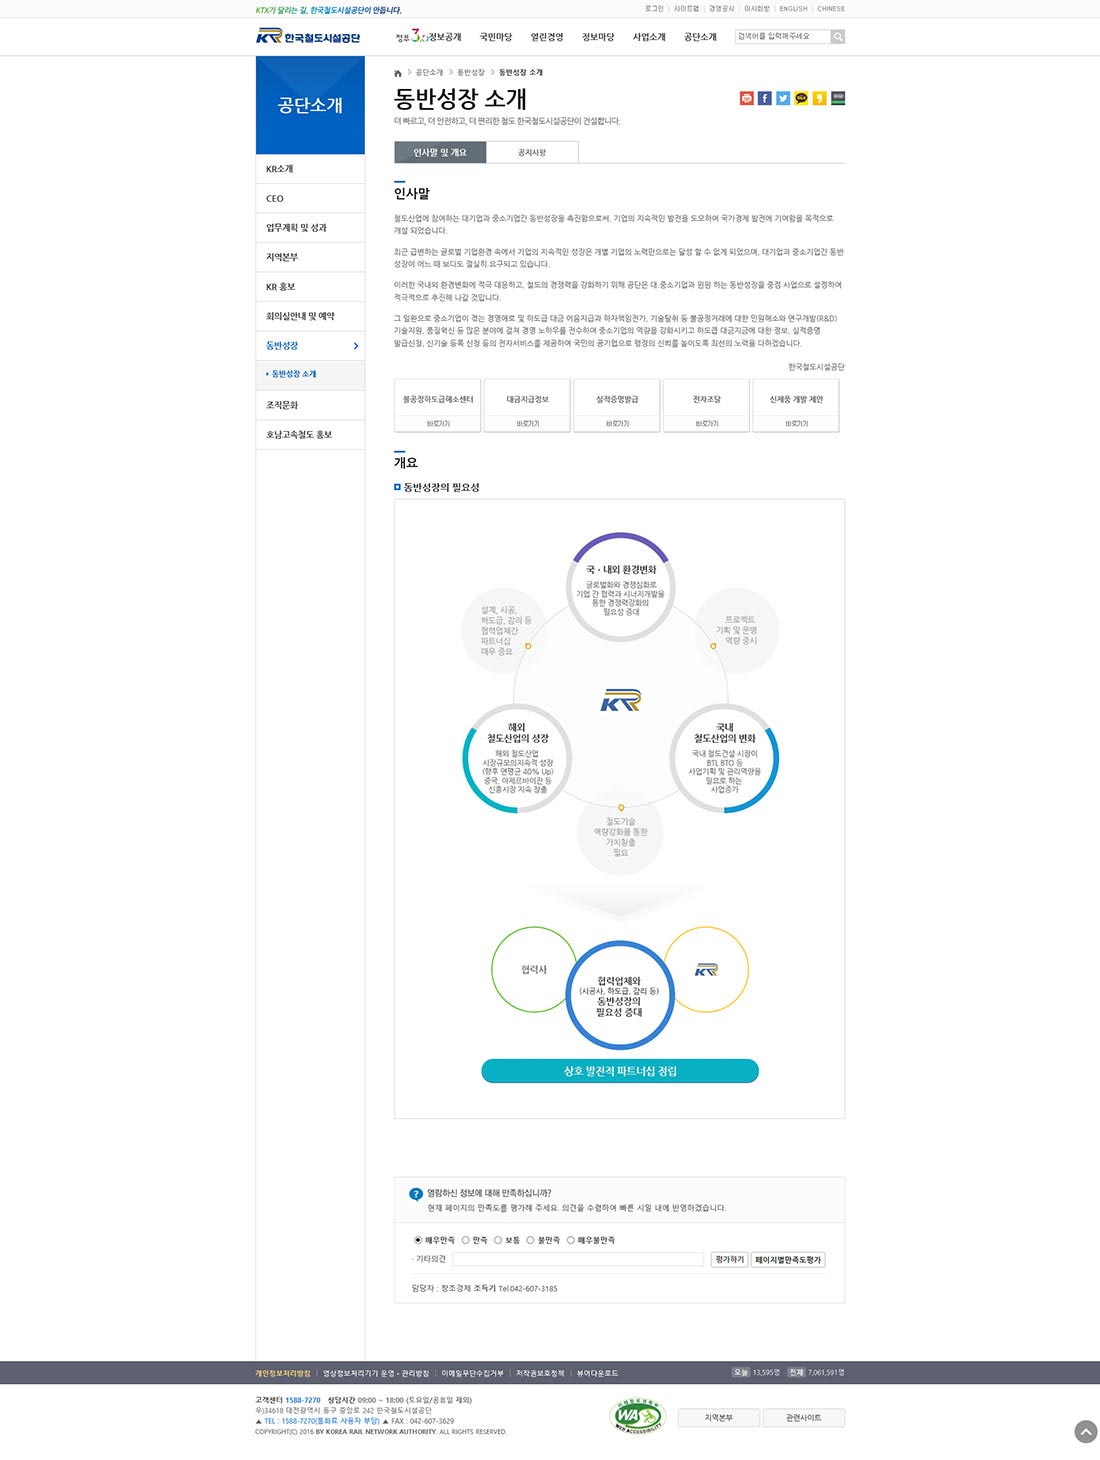 KTX가 달리는 길, 한국철도시설공단이 만듭니다.
로그인 | 사이트맵 | 경영공시 | 이사회방 | ENGLISH | CHINESE
KR 한국철도시설공단
정부3.0정보공개 국민마당 열린경영 정보마당 사업소개 공단소개
검색어를 입력해주세요
공단소개
KR소개
CEO
업무계획 및 성과
지역본부
KR 홍보
회의실안내 및 예약
동반성장
동반성장 소개
조직문화
호남고속철도 홍보
공단소개 > 동반성장 > 동반성장 소개
동반성장 소개
더 빠르고, 더 안전하고, 더 편리한 철도 한국철도시설공단이 건설합니다.
인사말 및 개요 공지사항
인사말
철도산업에 참여하는 대기업과 중소기업간 동반성장을 촉진함으로써, 기업의 지속적인 발전을 도모하여 국가경제 발전에 기여함을 목적으로
개설 되었습니다.
최근 급변하는 글로벌 기업환경 속에서 기업의 지속적인 성장은 개별 기업의 노력만으로는 달성 할 수 없게 되었으며, 대기업과 중소기업간 동반
성장이 어느 때 보다도 절실히 요구되고 있습니다.
이러한 국내외 환경변화에 적극 대응하고, 철도의 경쟁력을 강화하기 위해 공단은 대.중소기업과 윈윈 하는 동반성장을 중점 사업으로 설정하여
적극적으로 추진해 나갈 것입니다.
그 일환으로 중소기업이 겪는 경영애로 및 하도급 대금 어음지급과 하자책임전가, 기술탈취 등 불공정거래에 대한 민원해소와 연구개발(R&D)
기술지원, 품질혁신 등 많은 분야에 걸쳐 경영 노하우를 전수하여 중소기업의 역량을 강화시키고 하도급 대금지금에 대한 정보, 실적증명
발급신청, 신기술 등록 신청 등의 전자서비스를 제공하여 국민의 공기업으로 행정의 신뢰를 높이도록 최선의 노력을 다하겠습니다.
한국철도시설공단
불공정하도급해소센터 대금지급정보 실적증명발급 전자조달 신제품 개발 제안
바로가기 바로가기 바로가기 바로가기 바로가기
개요
동반성장의 필요성
국·내외 환경변화
글로벌화와 경쟁심화로
기업 간 협력과 시너지개발을
통한 경쟁력강화의
필요성 증대
설계, 시공,
하도급, 감리 등
협력업체간
파트너십
매우 중요
프로젝트
기획 및 운영
역량 중시
KR
해외
철도산업의 성장
해외 철도산업
시장규모의지속적 성장
(향후 연평균 40% Up)
중국, 아제르바이잔 등
신흥시장 지속 창출
국내
철도산업의 변화
국내 철도건설 시장이
BTL BTO 등
사업기획 및 관리역량을
필요로 하는
사업증가
철도기술
역량강화를 통한
가치창출
필요
협력사
협력업체와
(시공사, 하도급, 감리 등)
동반성장의
필요성 증대
KR
상호 발전적 파트너십 정립
열람하신 정보에 대해 만족하십니까?
현재 페이지의 만족도를 평가해 주세요. 의견을 수렴하여 빠른 시일 내에 반영하겠습니다.
매우만족 만족 보통 불만족 매우불만족
기타의견 평가하기 페이지별만족도평가
담당자 : 창조경제 조득기 Tel.042-607-3185
개인정보처리방침 | 영상정보처리기기 운영·관리방침 | 이메일무단수집거부 | 저작권보호정책 | 뷰어다운로드
오늘 13,595명 전체 7,061,591명
고객센터 1588-7270 상담시간 09:00 ~ 18:00 (토요일/공휴일 제외)
우)34618 대전광역시 동구 중앙로 242 한국철도시설공단
▲ TEL : 1588-7270(통화료 사용자 부담) ▲ FAX : 042-607-3629
COPYRIGHT(C) 2016 BY KOREA RAIL NETWORK AUTHORITY. ALL RIGHTS RESERVED.
WA
WEB ACCESSIBILITY
지역본부 관련사이트